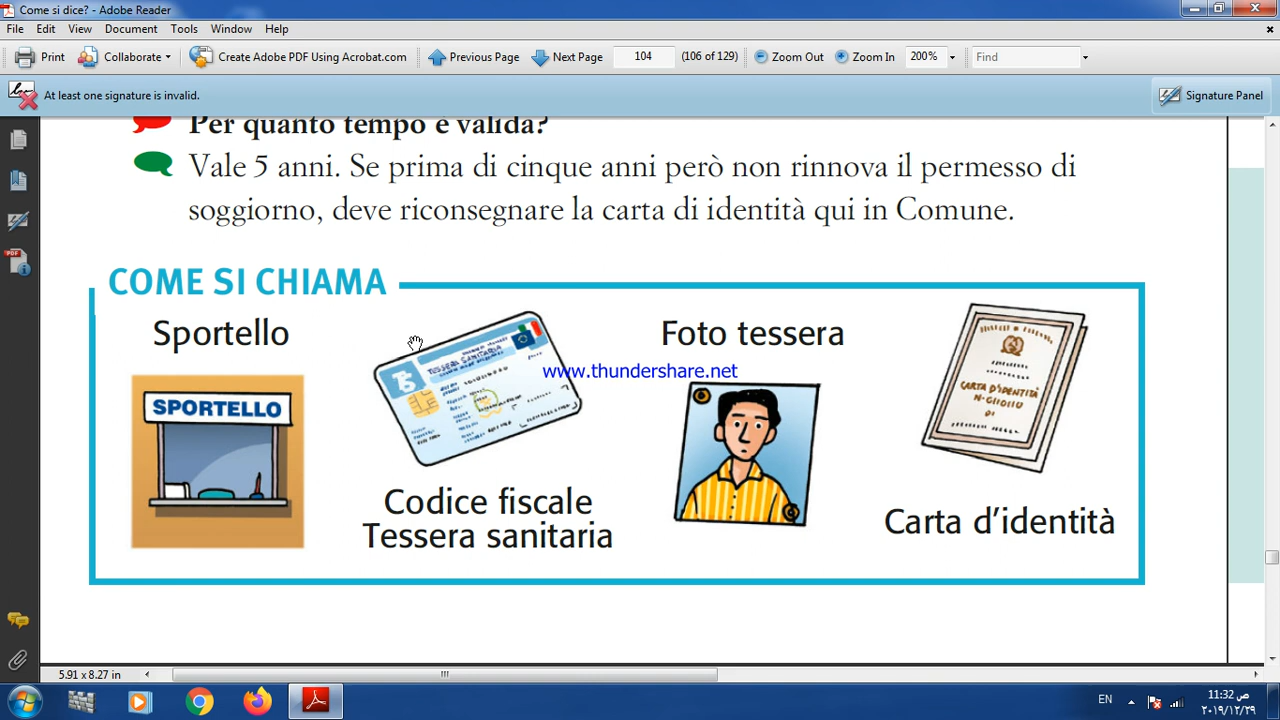 Come si dice? - Adobe Reader
File Edit View Document Tools Window Help
Print Collaborate Create Adobe PDF Using Acrobat.com Previous Page Next Page 104 (106 of 129) Zoom Out Zoom In 200% Find
At least one signature is invalid.
Signature Panel
Per quanto tempo è valida?
Vale 5 anni. Se prima di cinque anni però non rinnova il permesso di
soggiorno, deve riconsegnare la carta di identità qui in Comune.
COME SI CHIAMA
Sportello
Foto tessera
TESSERA SANITARIA
www.thundershare.net
SPORTELLO
CARTA D'IDENTITÀ
DI
Codice fiscale
Tessera sanitaria
Carta d'identità
5.91 x 8.27 in
EN
11:32 ص
٢٠١٩/١٢/٢٩